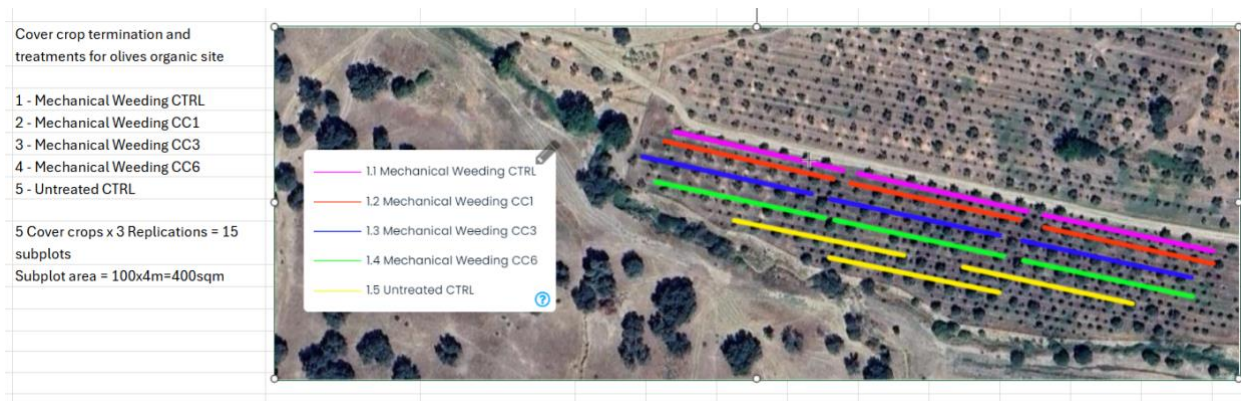 Cover crop termination and
treatments for olives organic site
1 - Mechanical Weeding CTRL
2 - Mechanical Weeding CC1
3 - Mechanical Weeding CC3
4 - Mechanical Weeding CC6
5 - Untreated CTRL
5 Cover crops x 3 Replications = 15
subplots
Subplot area = 100x4m=400sqm
1.1 Mechanical Weeding CTRL
1.2 Mechanical Weeding CC1
1.3 Mechanical Weeding CC3
1.4 Mechanical Weeding CC6
1.5 Untreated CTRL
?